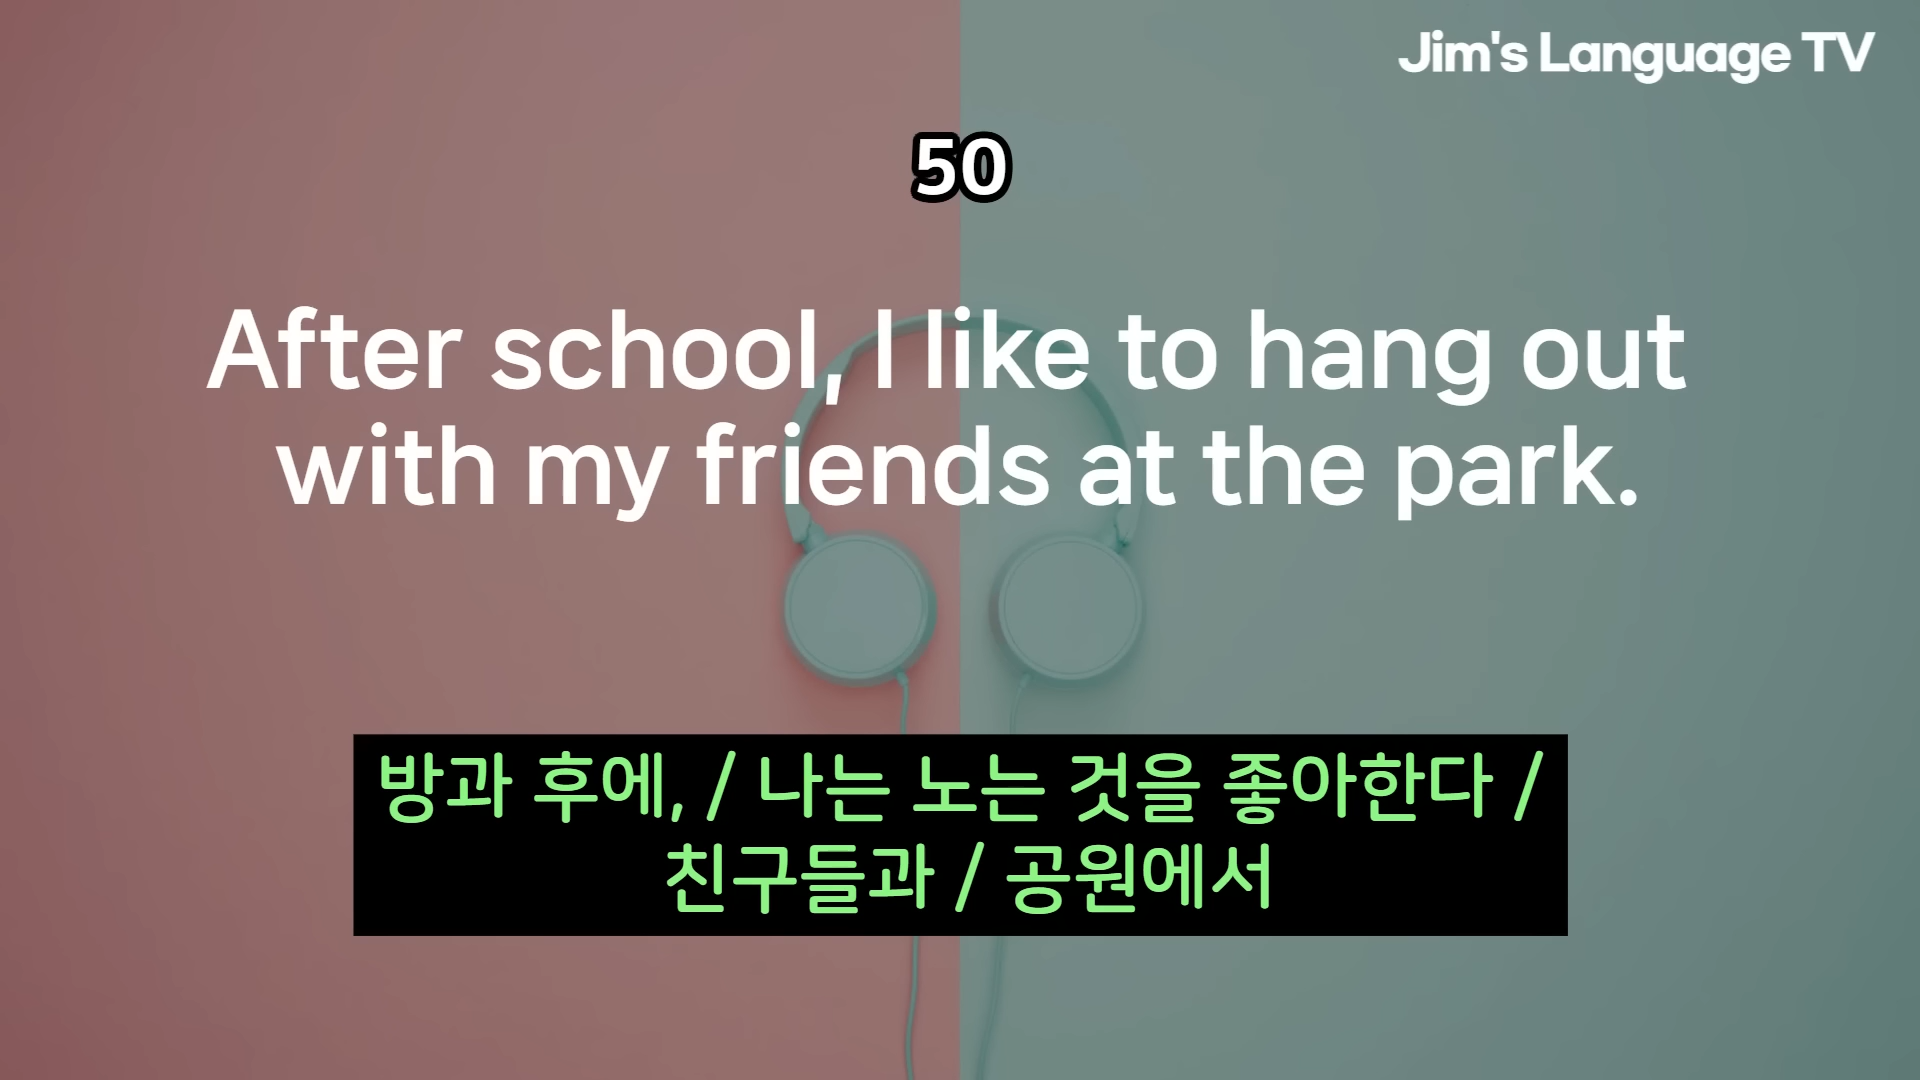 Jim's Language TV
50
After school, I like to hang out
with my friends at the park.
방과 후에, / 나는 노는 것을 좋아한다 /
친구들과 / 공원에서